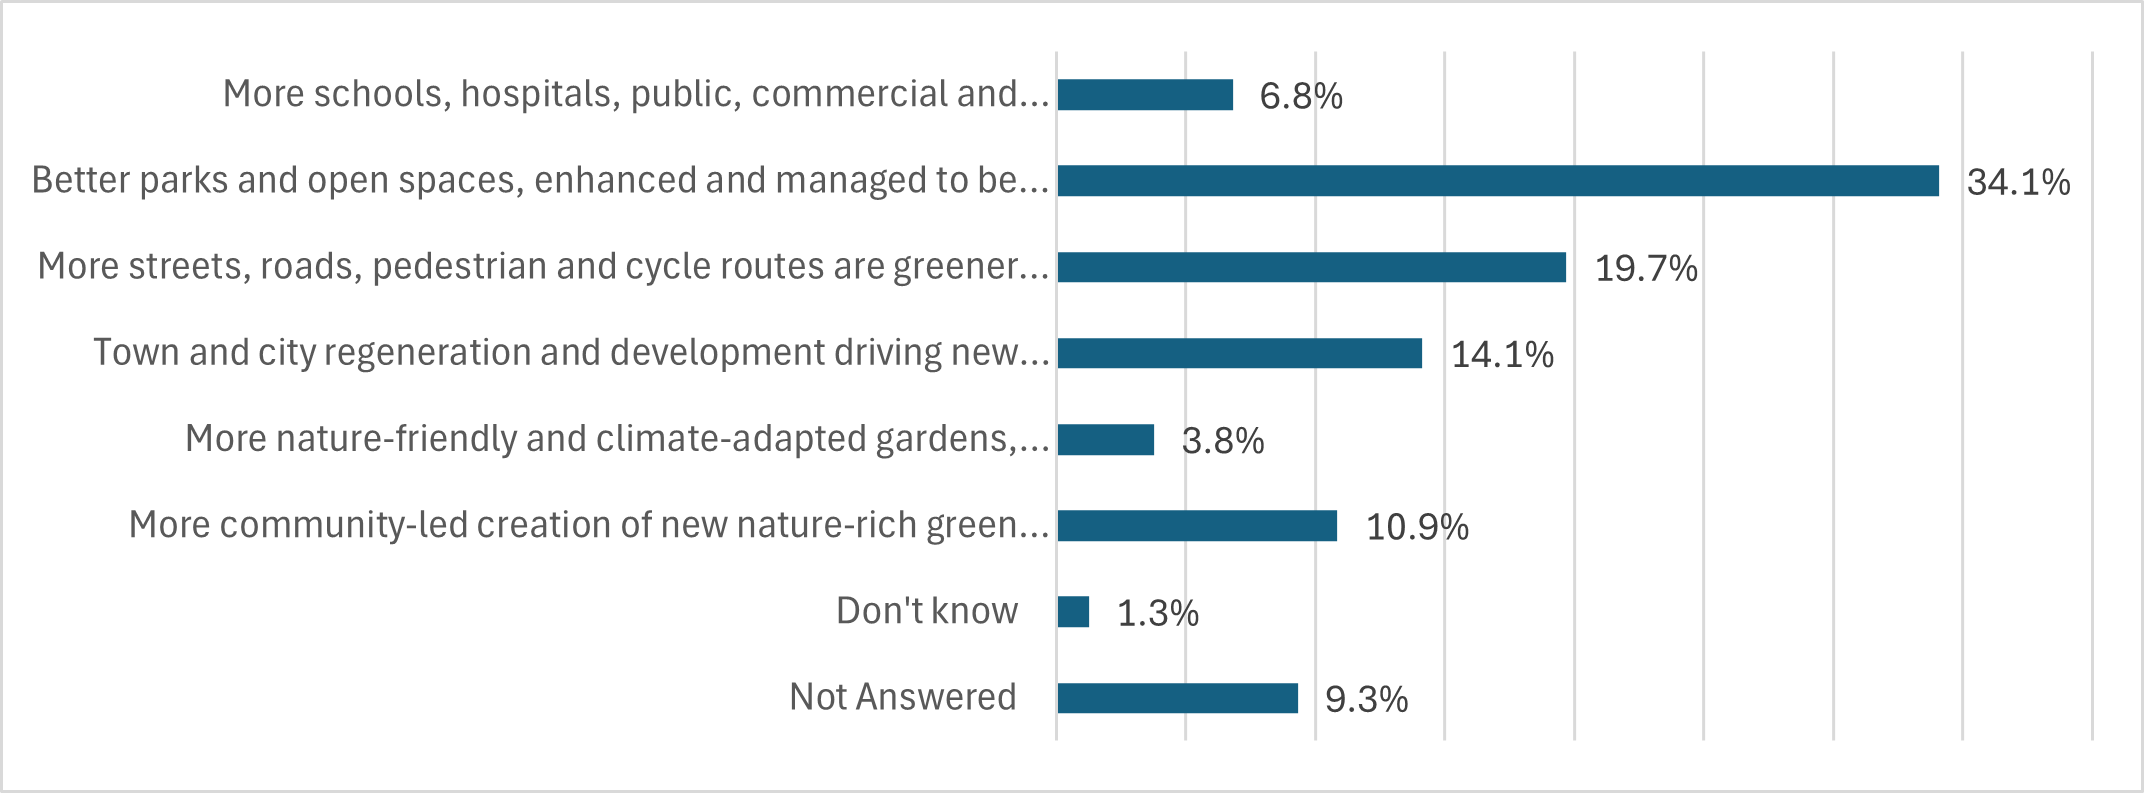 More schools, hospitals, public, commercial and... 6.8%
Better parks and open spaces, enhanced and managed to be... 34.1%
More streets, roads, pedestrian and cycle routes are greener... 19.7%
Town and city regeneration and development driving new... 14.1%
More nature-friendly and climate-adapted gardens,... 3.8%
More community-led creation of new nature-rich green... 10.9%
Don't know 1.3%
Not Answered 9.3%